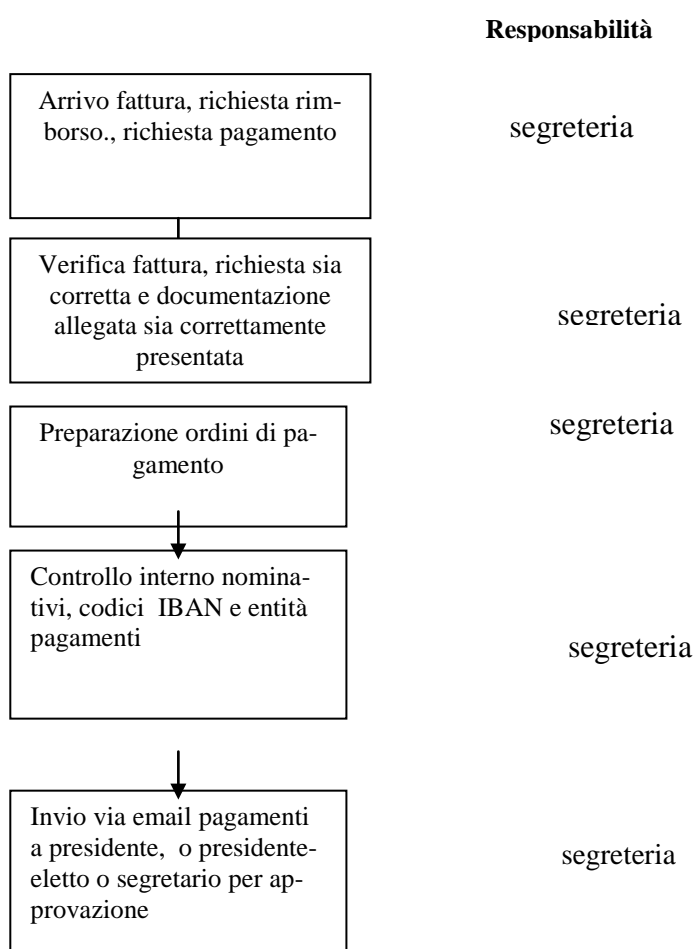 Responsabilità
Arrivo fattura, richiesta rim-
borso., richiesta pagamento
segreteria
Verifica fattura, richiesta sia
corretta e documentazione
allegata sia correttamente
presentata
segreteria
Preparazione ordini di pa-
gamento
segreteria
Controllo interno nomina-
tivi, codici IBAN e entità
pagamenti
segreteria
Invio via email pagamenti
a presidente, o presidente-
eletto o segretario per ap-
provazione
segreteria